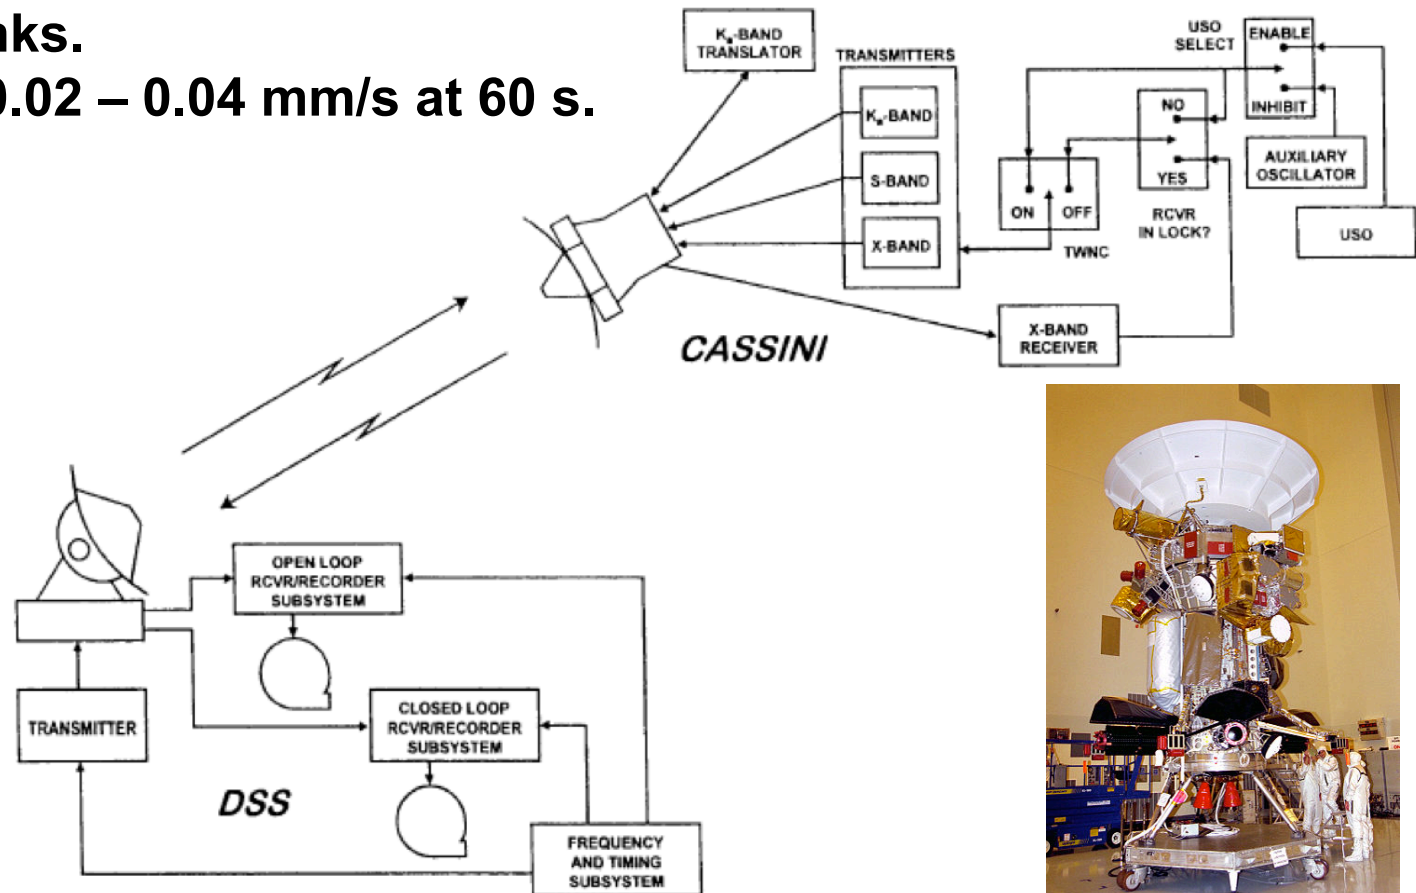 nks.
0.02 – 0.04 mm/s at 60 s.
Ka-BAND
TRANSLATOR
TRANSMITTERS
Ka-BAND
S-BAND
X-BAND
USO
SELECT
ENABLE
INHIBIT
NO
YES
RCVR
IN LOCK?
AUXILIARY
OSCILLATOR
USO
ON OFF
TWNC
X-BAND
RECEIVER
CASSINI
OPEN LOOP
RCVR/RECORDER
SUBSYSTEM
TRANSMITTER
CLOSED LOOP
RCVR/RECORDER
SUBSYSTEM
DSS
FREQUENCY
AND TIMING
SUBSYSTEM